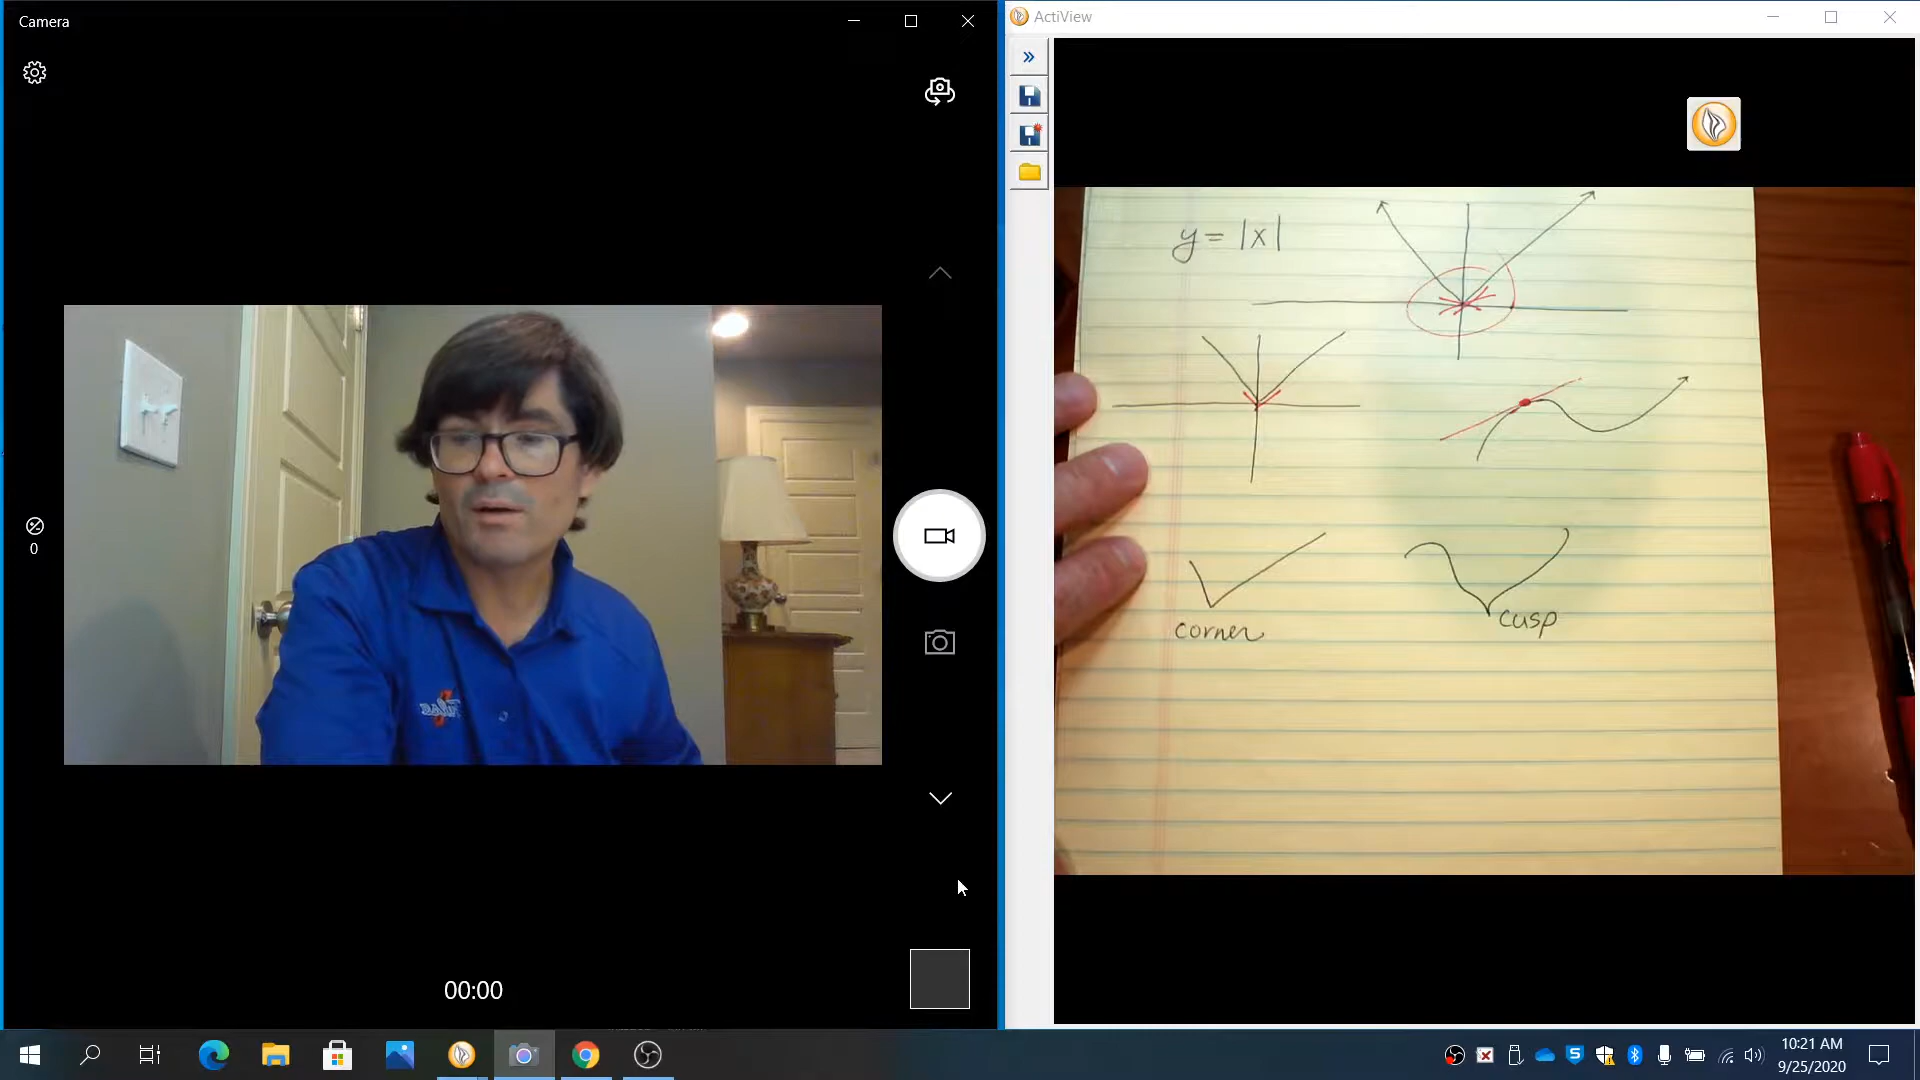 Camera
ActiView
y = |x|
corner
cusp
0
00:00
10:21 AM
9/25/2020